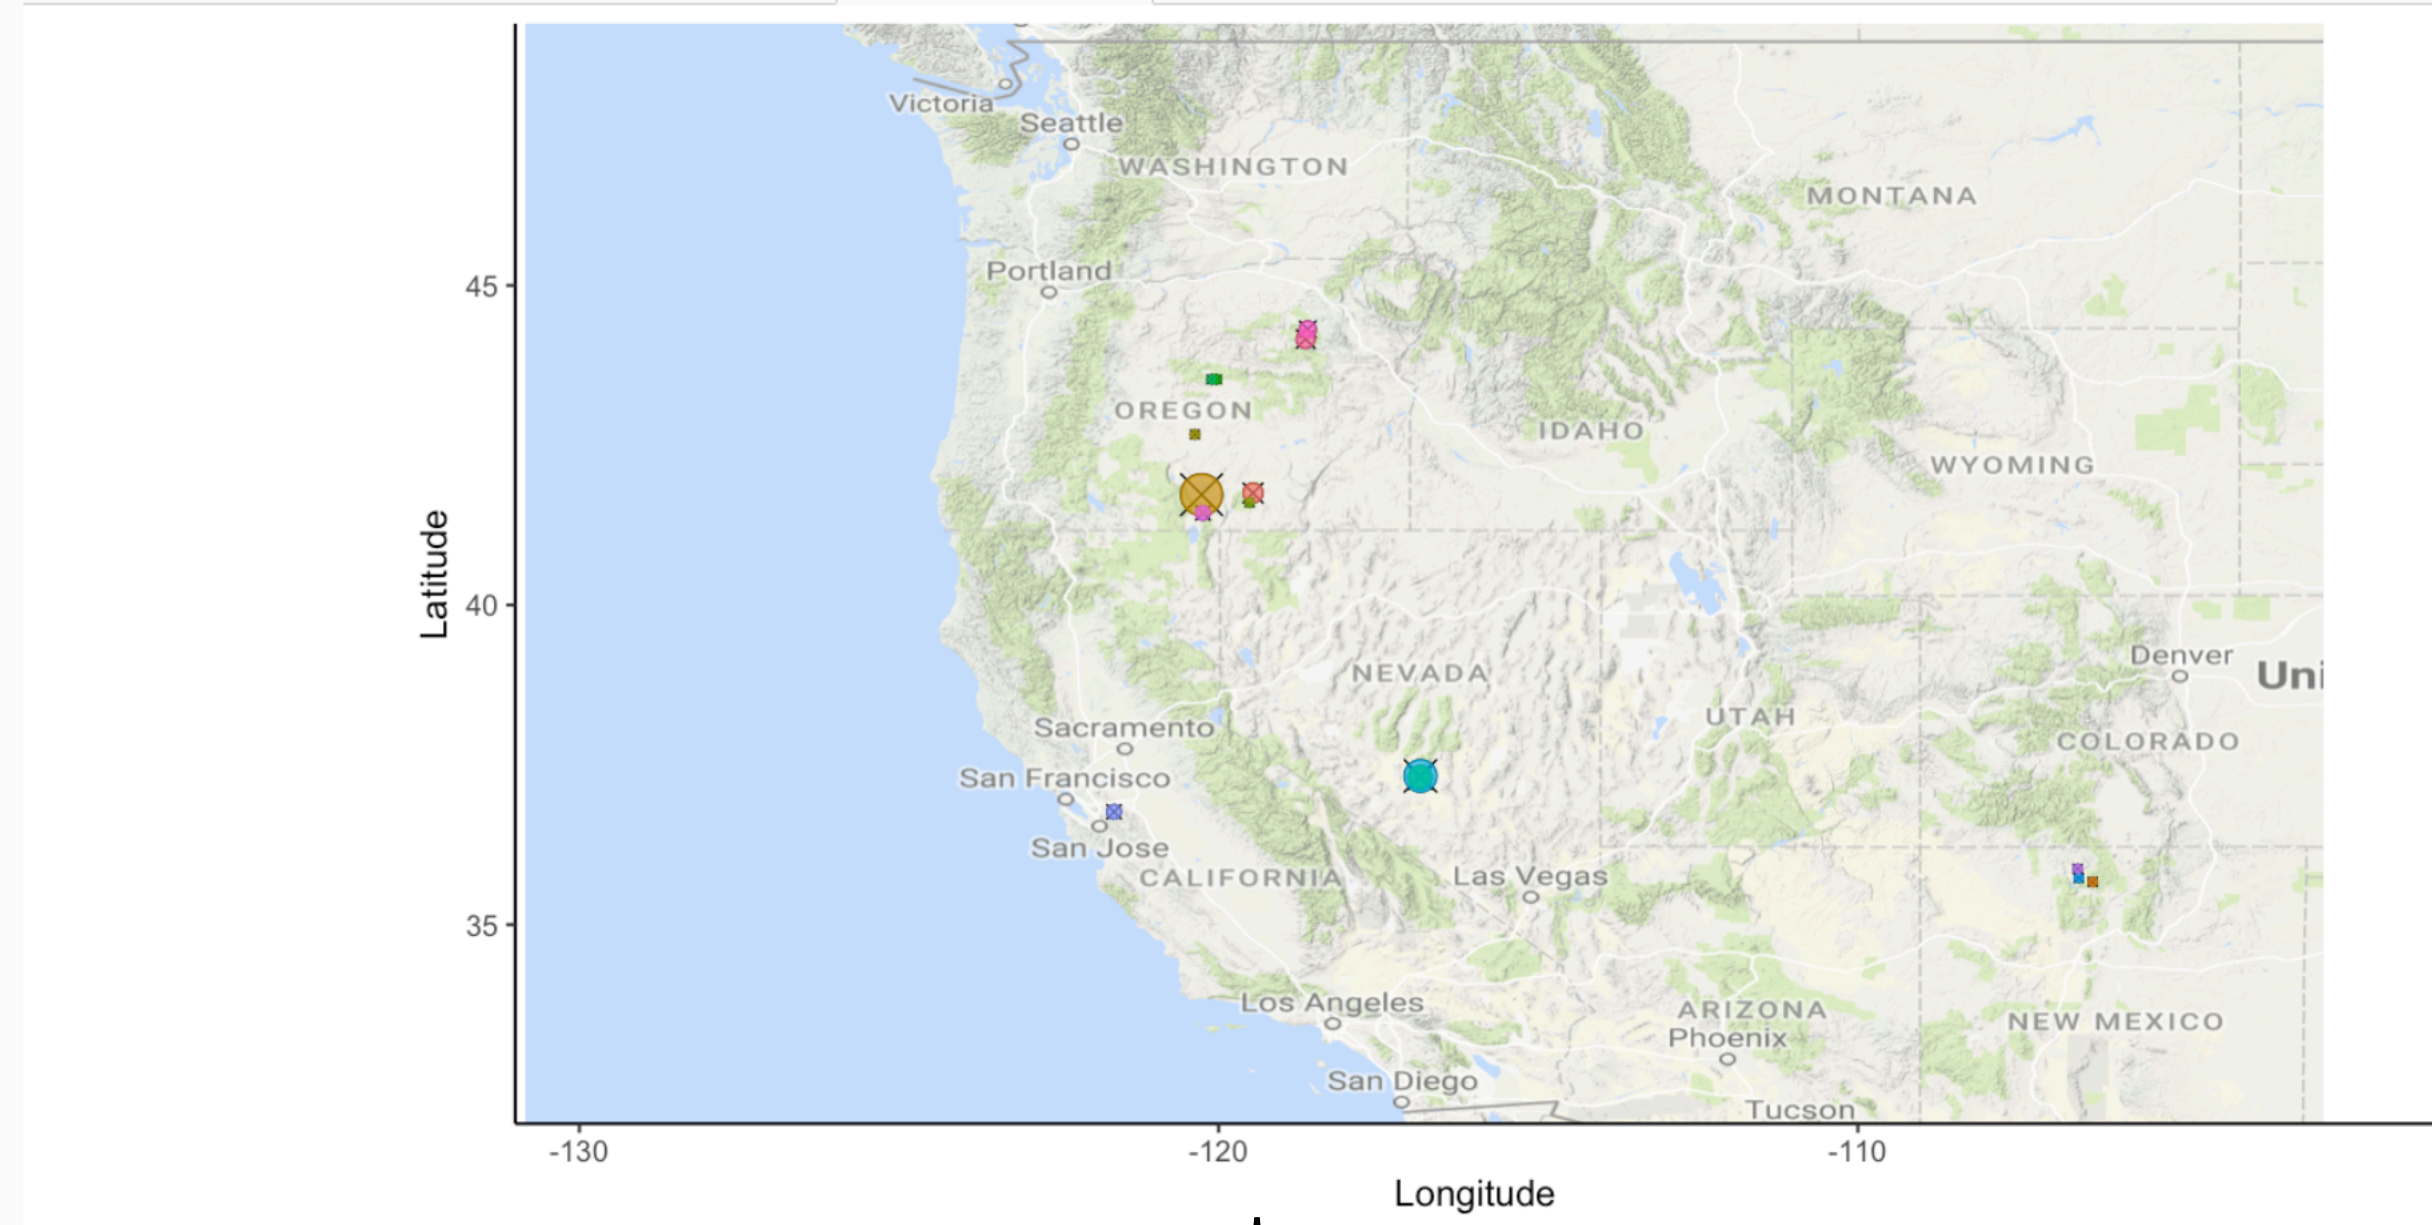 Victoria
Seattle
WASHINGTON
MONTANA
Portland
45
OREGON
IDAHO
WYOMING
Latitude
40
Denver
Uni
NEVADA
UTAH
Sacramento
COLORADO
San Francisco
San Jose
CALIFORNIA
Las Vegas
35
Los Angeles
ARIZONA
NEW MEXICO
Phoenix
San Diego
Tucson
-130
-120
-110
Longitude